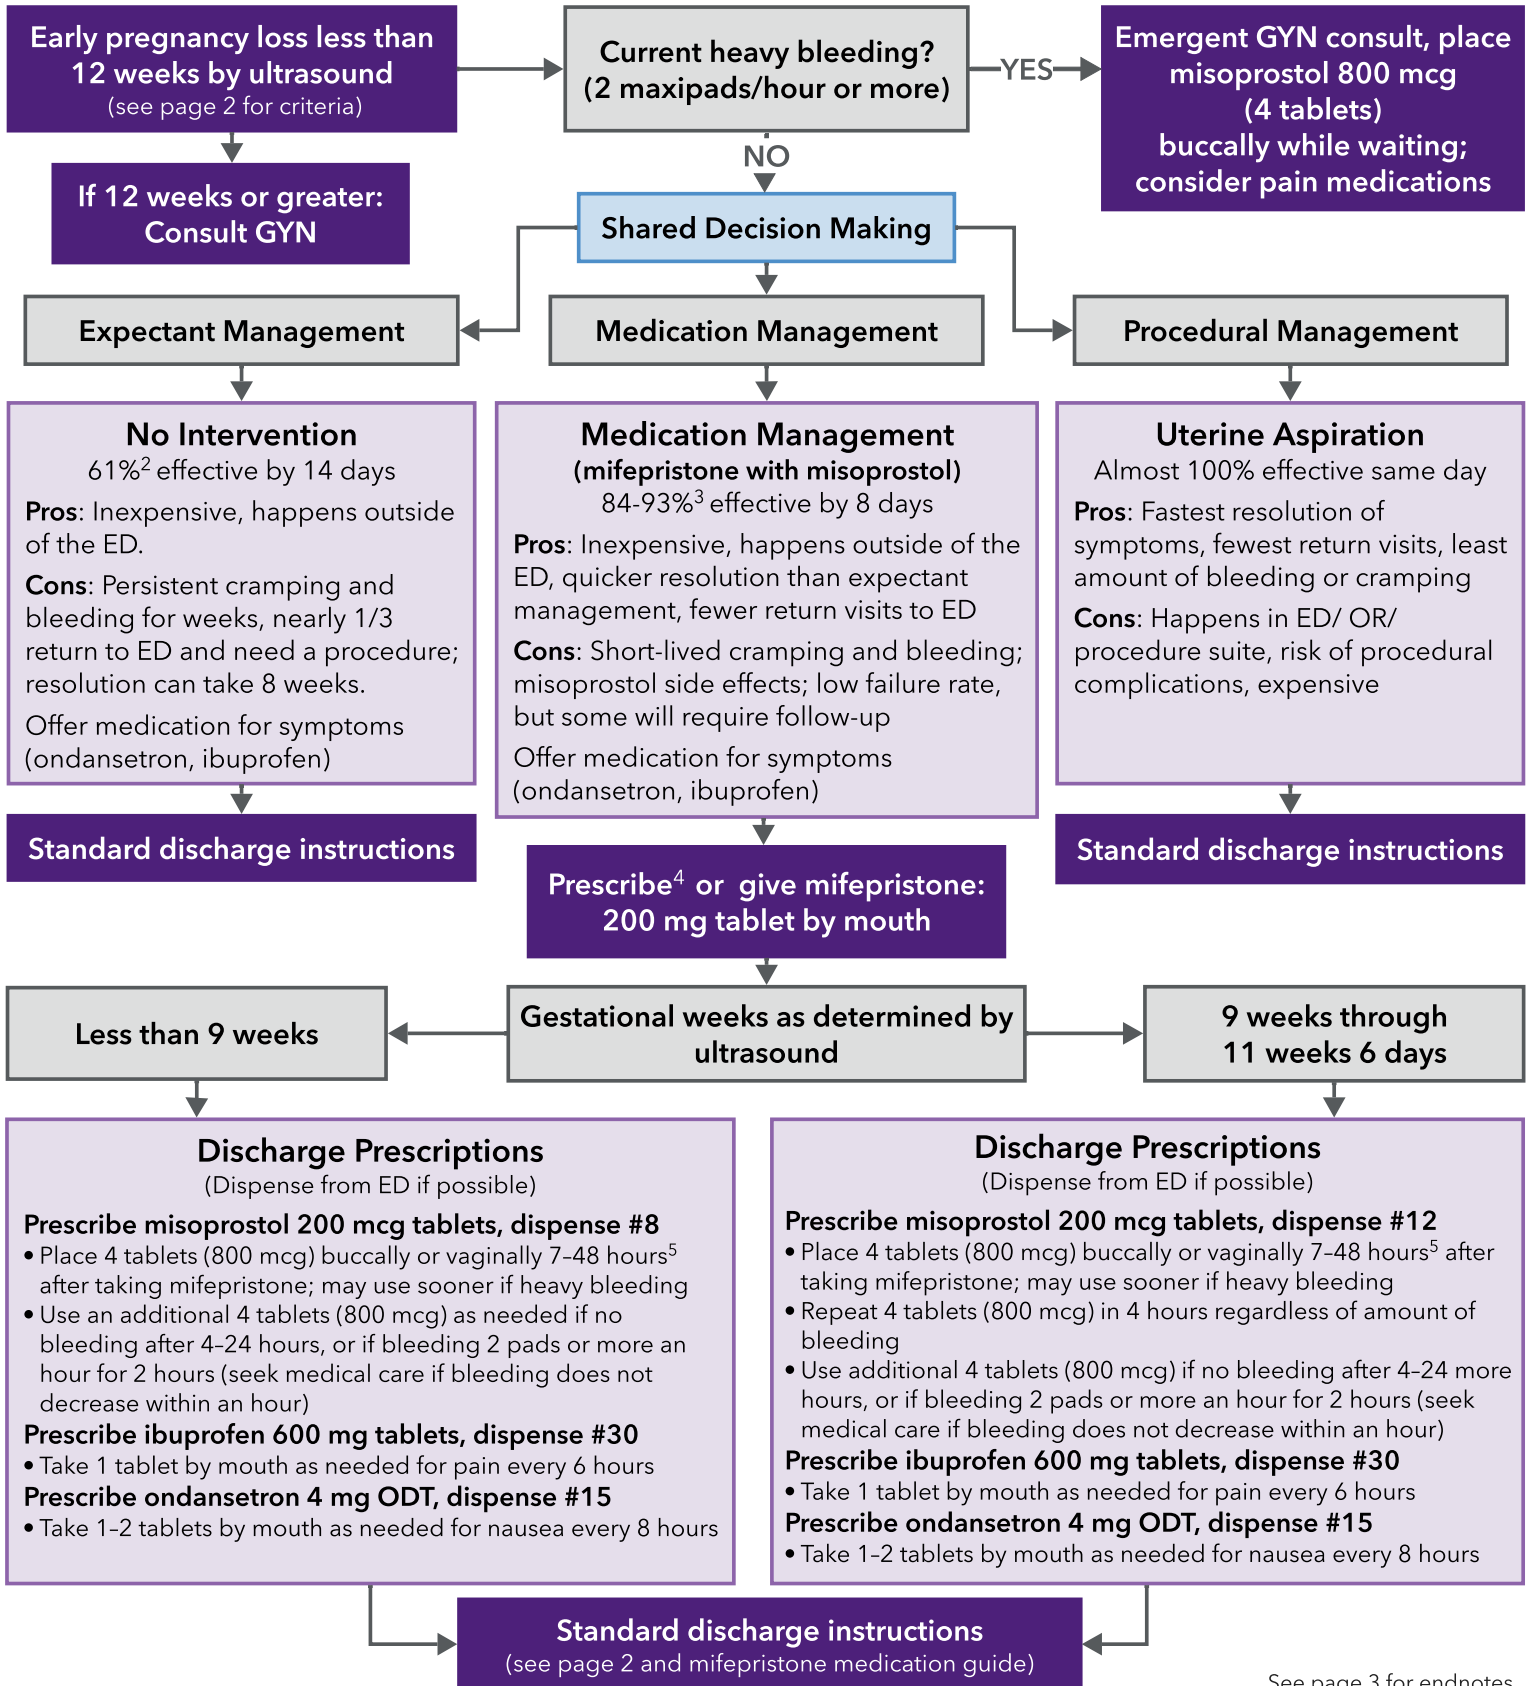 Early pregnancy loss less than
12 weeks by ultrasound
(see page 2 for criteria)
Current heavy bleeding?
(2 maxipads/hour or more)
YES
Emergent GYN consult, place
misoprostol 800 mcg
(4 tablets)
buccally while waiting;
consider pain medications
NO
If 12 weeks or greater:
Consult GYN
Shared Decision Making
Expectant Management
Medication Management
Procedural Management
No Intervention
61%² effective by 14 days
Pros: Inexpensive, happens outside
of the ED.
Cons: Persistent cramping and
bleeding for weeks, nearly 1/3
return to ED and need a procedure;
resolution can take 8 weeks.
Offer medication for symptoms
(ondansetron, ibuprofen)
Standard discharge instructions
Medication Management
(mifepristone with misoprostol)
84-93%³ effective by 8 days
Pros: Inexpensive, happens outside of the
ED, quicker resolution than expectant
management, fewer return visits to ED
Cons: Short-lived cramping and bleeding;
misoprostol side effects; low failure rate,
but some will require follow-up
Offer medication for symptoms
(ondansetron, ibuprofen)
Uterine Aspiration
Almost 100% effective same day
Pros: Fastest resolution of
symptoms, fewest return visits, least
amount of bleeding or cramping
Cons: Happens in ED/ OR/
procedure suite, risk of procedural
complications, expensive
Standard discharge instructions
Prescribe⁴ or give mifepristone:
200 mg tablet by mouth
Less than 9 weeks
Gestational weeks as determined by
ultrasound
9 weeks through
11 weeks 6 days
Discharge Prescriptions
(Dispense from ED if possible)
Prescribe misoprostol 200 mcg tablets, dispense #8
• Place 4 tablets (800 mcg) buccally or vaginally 7–48 hours⁵
after taking mifepristone; may use sooner if heavy bleeding
• Use an additional 4 tablets (800 mcg) as needed if no
bleeding after 4–24 hours, or if bleeding 2 pads or more an
hour for 2 hours (seek medical care if bleeding does not
decrease within an hour)
Prescribe ibuprofen 600 mg tablets, dispense #30
• Take 1 tablet by mouth as needed for pain every 6 hours
Prescribe ondansetron 4 mg ODT, dispense #15
• Take 1–2 tablets by mouth as needed for nausea every 8 hours
Discharge Prescriptions
(Dispense from ED if possible)
Prescribe misoprostol 200 mcg tablets, dispense #12
• Place 4 tablets (800 mcg) buccally or vaginally 7–48 hours⁵ after
taking mifepristone; may use sooner if heavy bleeding
• Repeat 4 tablets (800 mcg) in 4 hours regardless of amount of
bleeding
• Use additional 4 tablets (800 mcg) if no bleeding after 4–24 more
hours, or if bleeding 2 pads or more an hour for 2 hours (seek
medical care if bleeding does not decrease within an hour)
Prescribe ibuprofen 600 mg tablets, dispense #30
• Take 1 tablet by mouth as needed for pain every 6 hours
Prescribe ondansetron 4 mg ODT, dispense #15
• Take 1–2 tablets by mouth as needed for nausea every 8 hours
Standard discharge instructions
(see page 2 and mifepristone medication guide)
See page 3 for endnotes